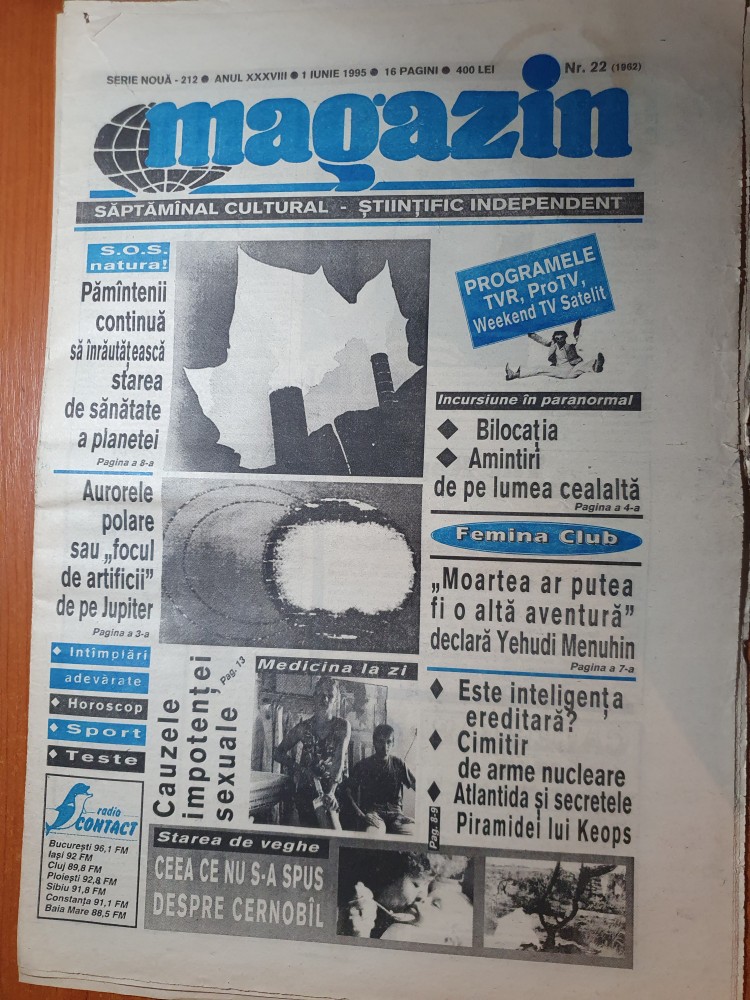 SERIE NOUĂ - 212 ● ANUL XXXVIII ● 1 IUNIE 1995 ● 16 PAGINI ● 400 LEI Nr. 22 (1962)
magazin
SĂPTĂMÎNAL CULTURAL - ȘTIINȚIFIC INDEPENDENT
S.O.S.
natura!
Pămîntenii
continuă
să înrăutățească
starea
de sănătate
a planetei
Pagina a 8-a
Aurorele
polare
sau „focul
de artificii”
de pe Jupiter
Pagina a 3-a
PROGRAMELE
TVR, ProTV,
Weekend TV Satelit
Incursiune în paranormal
◆ Bilocația
◆ Amintiri
de pe lumea cealaltă
Pagina a 4-a
Femina Club
„Moartea ar putea
fi o altă aventură”
declară Yehudi Menuhin
Pagina a 7-a
◆ Întîmplări
adevărate
◆ Horoscop
◆ Sport
◆ Teste
Cauzele
impotenței
sexuale
Pag. 13
Medicina la zi
◆ Este inteligența
ereditară?
◆ Cimitir
de arme nucleare
◆ Atlantida și secretele
Piramidei lui Keops
Pag. 8-9
radio
CONTACT
București 96,1 FM
Iași 92 FM
Cluj 89,8 FM
Ploiești 92,8 FM
Sibiu 91,8 FM
Constanța 91,1 FM
Baia Mare 88,5 FM
Starea de veghe
CEEA CE NU S-A SPUS
DESPRE CERNOBÎL